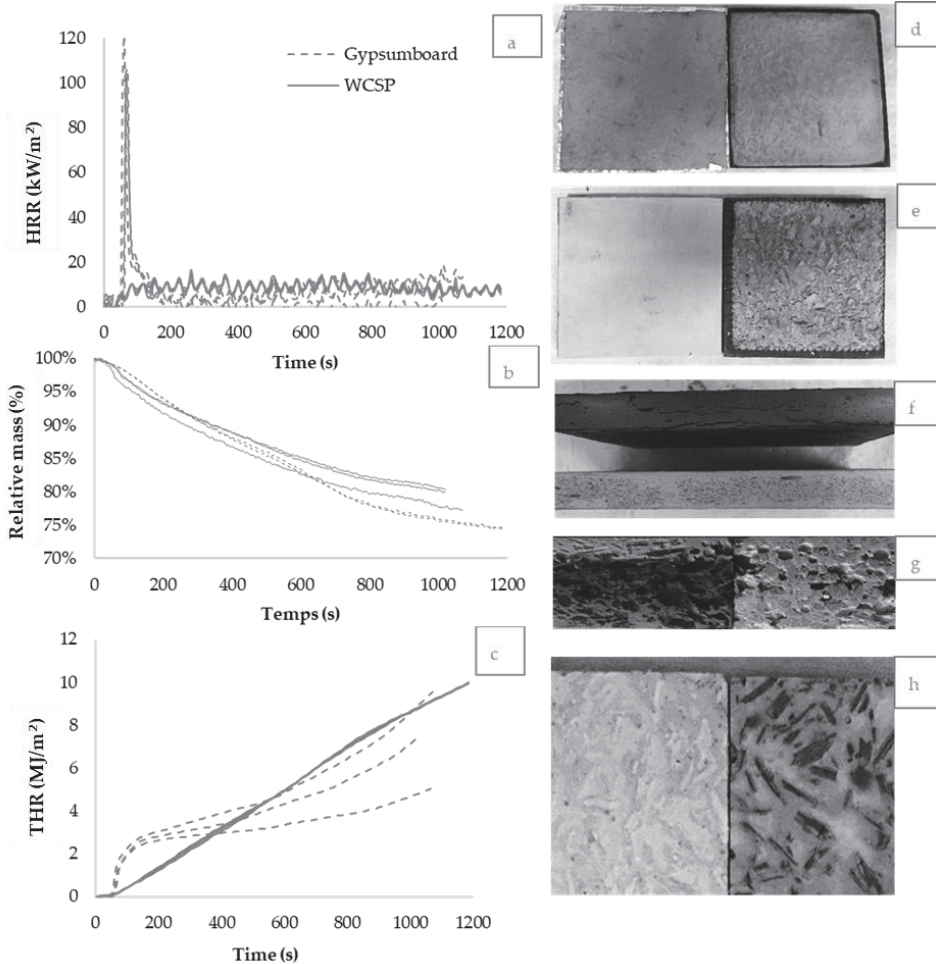 a
120
100
80
60
40
20
0
HRR (kW/m²)
Gypsumboard
WCSP
0 200 400 600 800 1000 1200
Time (s)
b
100%
95%
90%
85%
80%
75%
70%
Relative mass (%)
0 200 400 600 800 1000 1200
Temps (s)
c
12
10
8
6
4
2
0
THR (MJ/m²)
0 200 400 600 800 1000 1200
Time (s)
d
e
f
g
h